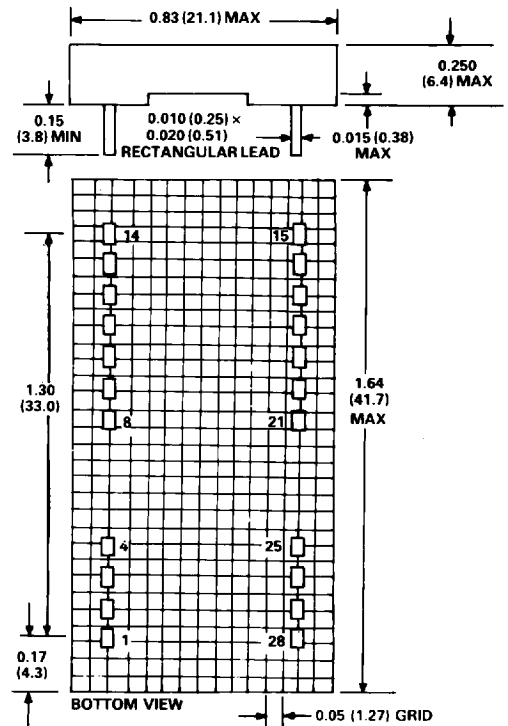 0.83 (21.1) MAX
0.250
(6.4) MAX
0.15
(3.8) MIN
0.010 (0.25) ×
0.020 (0.51)
RECTANGULAR LEAD
0.015 (0.38)
MAX
14
15
1.30
(33.0)
1.64
(41.7)
MAX
8
21
4
25
1
28
0.17
(4.3)
BOTTOM VIEW
0.05 (1.27) GRID